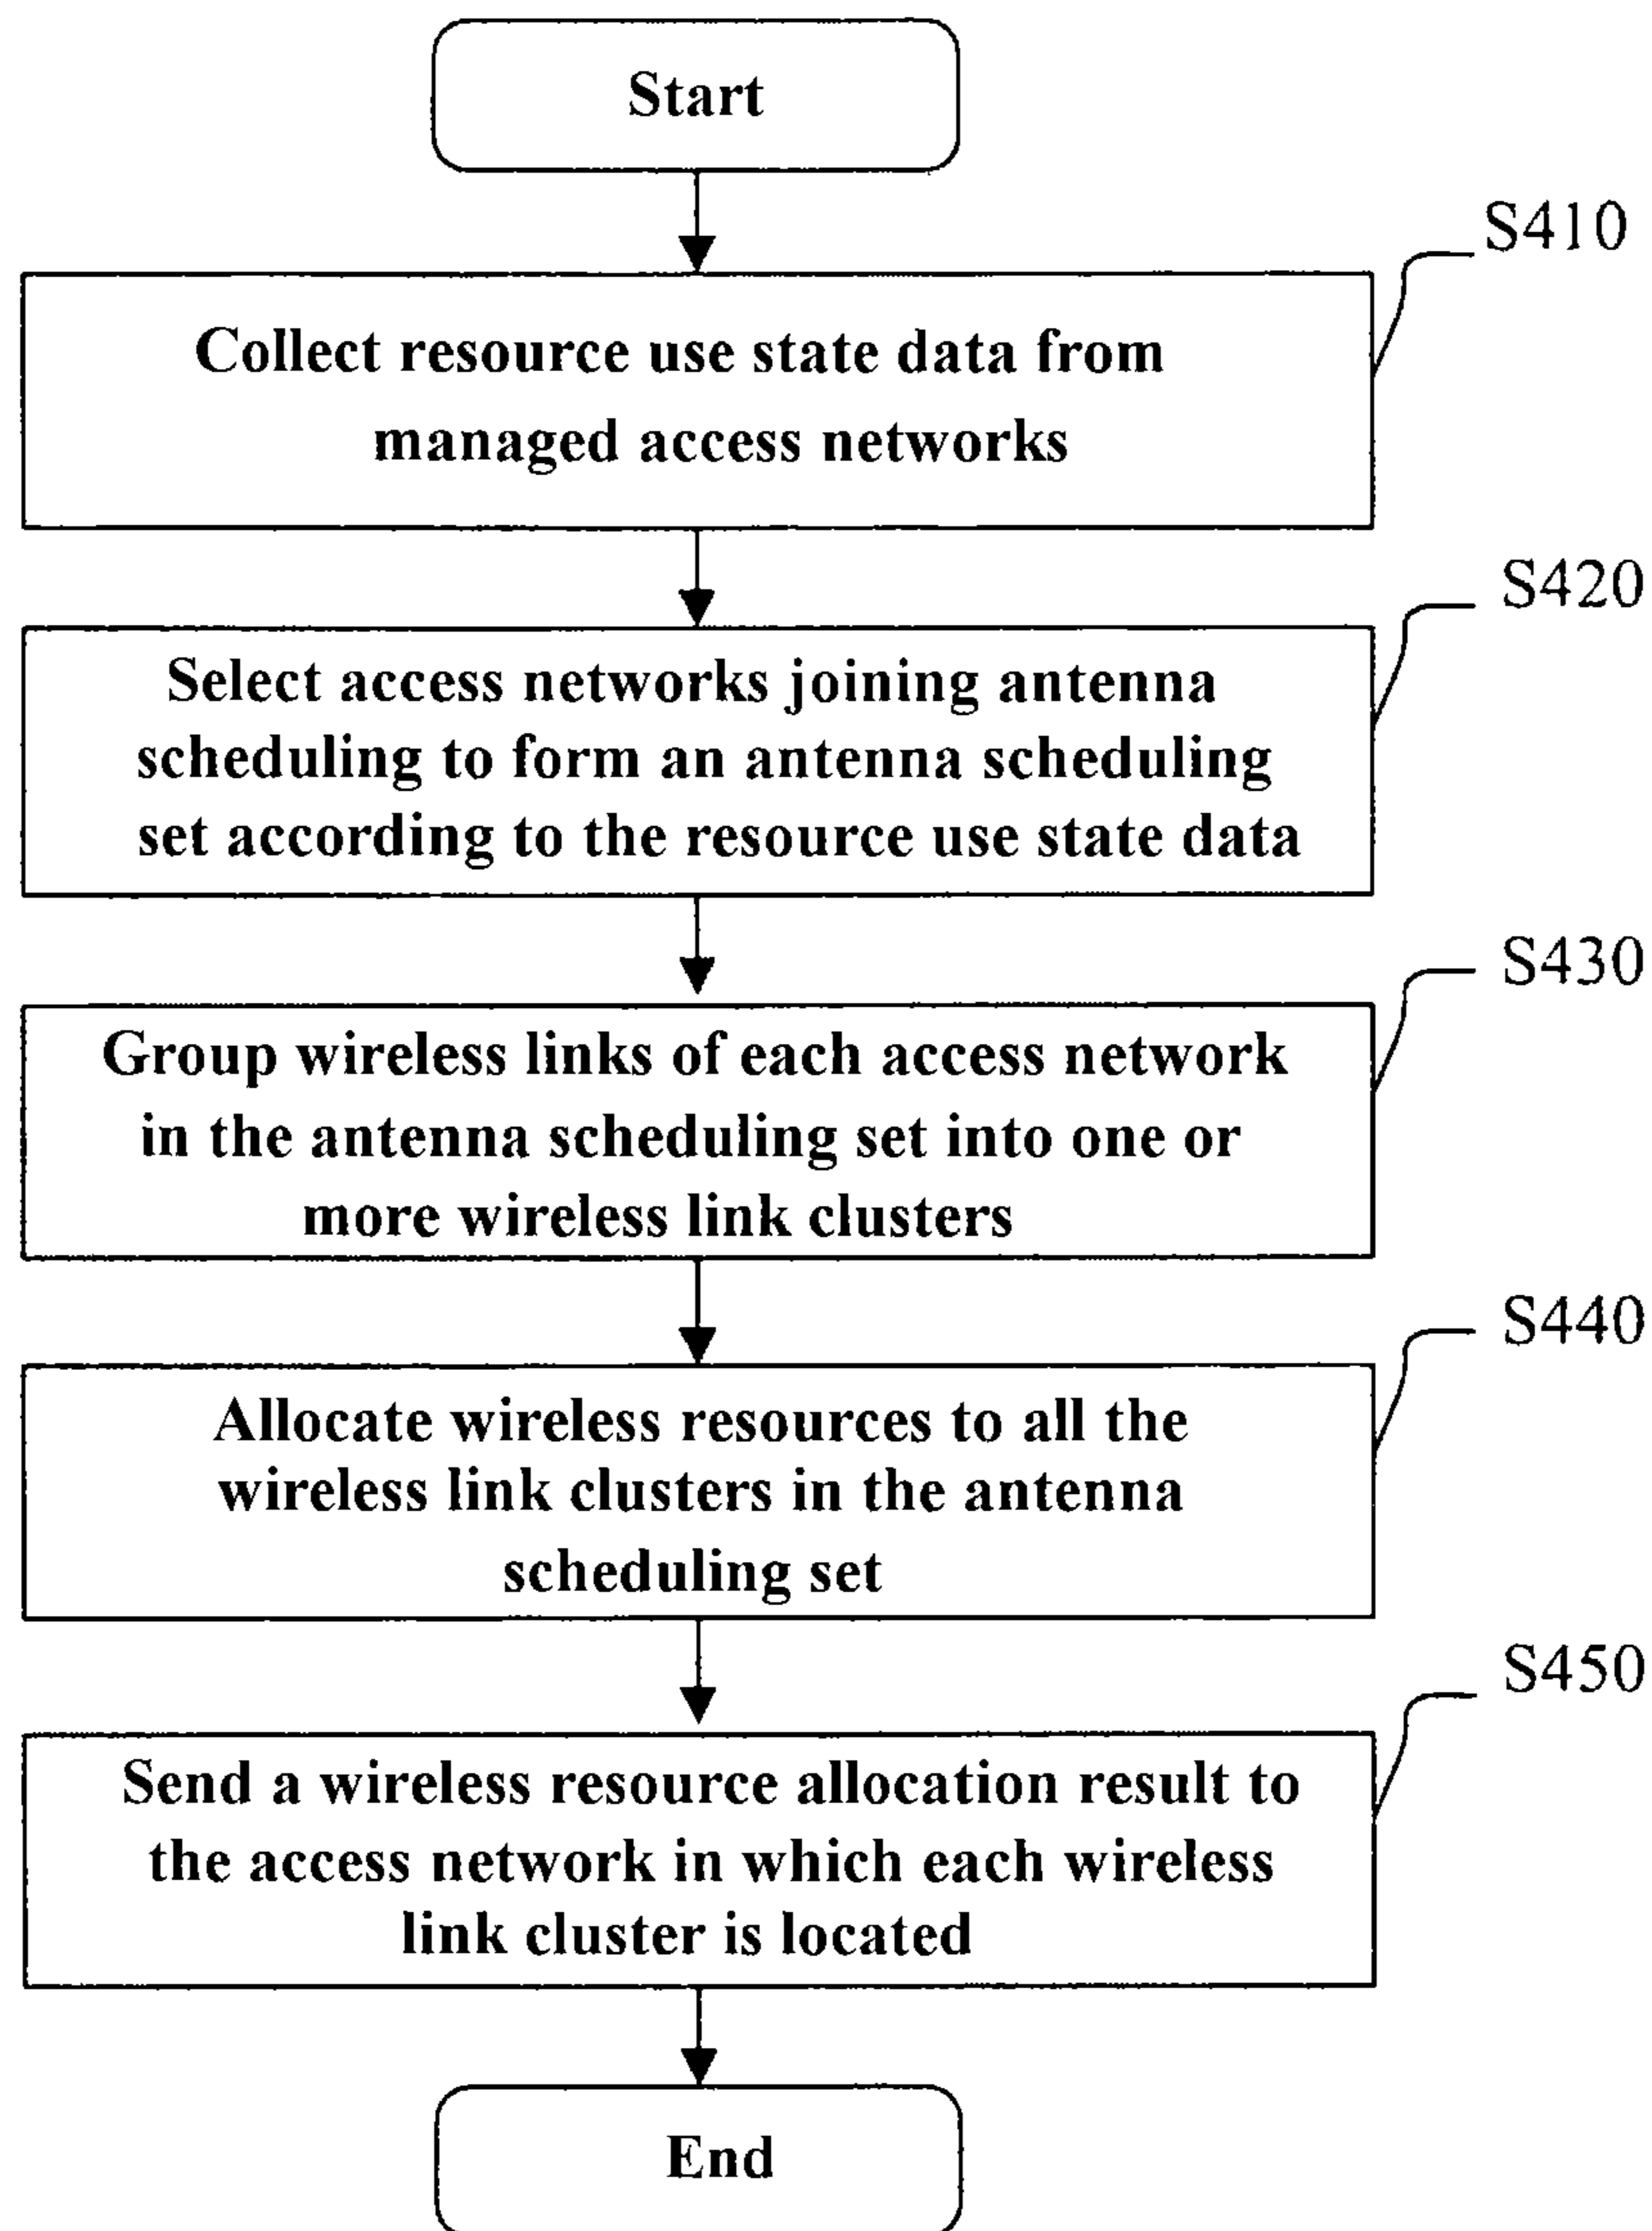 Start
S410
Collect resource use state data from
managed access networks
S420
Select access networks joining antenna
scheduling to form an antenna scheduling
set according to the resource use state data
S430
Group wireless links of each access network
in the antenna scheduling set into one or
more wireless link clusters
S440
Allocate wireless resources to all the
wireless link clusters in the antenna
scheduling set
S450
Send a wireless resource allocation result to
the access network in which each wireless
link cluster is located
End